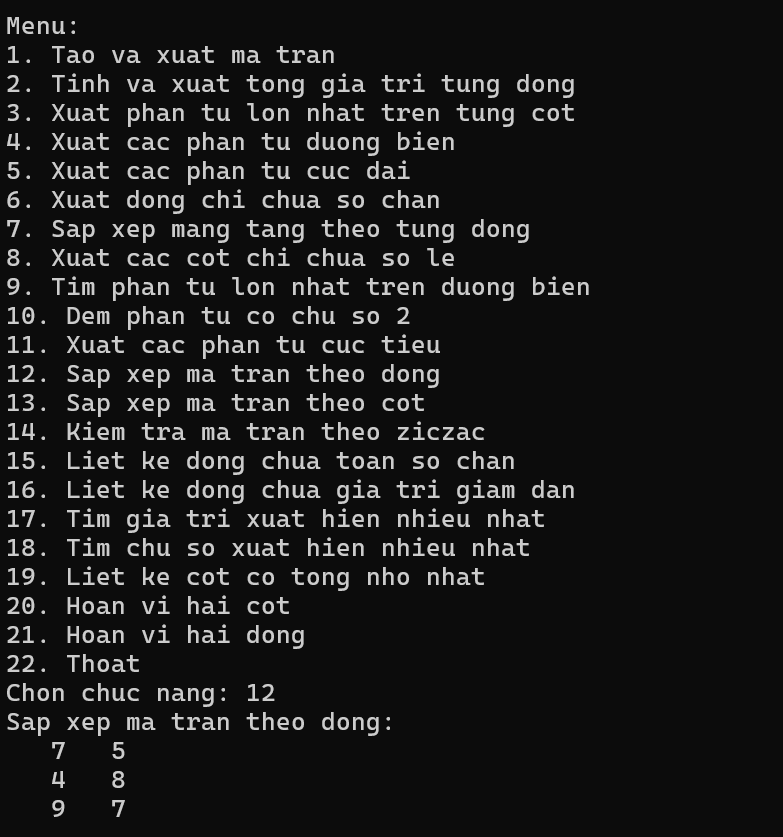 Menu:
1. Tao va xuat ma tran
2. Tinh va xuat tong gia tri tung dong
3. Xuat phan tu lon nhat tren tung cot
4. Xuat cac phan tu duong bien
5. Xuat cac phan tu cuc dai
6. Xuat dong chi chua so chan
7. Sap xep mang tang theo tung dong
8. Xuat cac cot chi chua so le
9. Tim phan tu lon nhat tren duong bien
10. Dem phan tu co chu so 2
11. Xuat cac phan tu cuc tieu
12. Sap xep ma tran theo dong
13. Sap xep ma tran theo cot
14. Kiem tra ma tran theo ziczac
15. Liet ke dong chua toan so chan
16. Liet ke dong chua gia tri giam dan
17. Tim gia tri xuat hien nhieu nhat
18. Tim chu so xuat hien nhieu nhat
19. Liet ke cot co tong nho nhat
20. Hoan vi hai cot
21. Hoan vi hai dong
22. Thoat
Chon chuc nang: 12
Sap xep ma tran theo dong:
   7   5
   4   8
   9   7